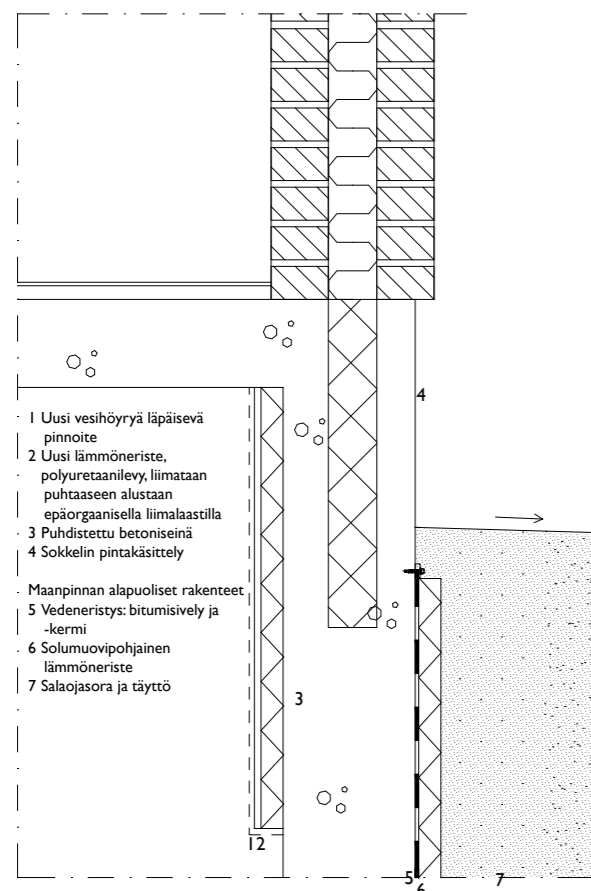 4
1 Uusi vesihöyryä läpäisevä
pinnoite
2 Uusi lämmöneriste,
polyuretaanilevy, liimataan
puhtaaseen alustaan
epäorgaanisella liimalaastilla
3 Puhdistettu betoniseinä
4 Sokkelin pintakäsittely
Maanpinnan alapuoliset rakenteet
5 Vedeneristys: bitumisively ja
-kermi
6 Solumuovipohjainen
lämmöneriste
7 Salaojasora ja täyttö
3
12
5
6
7